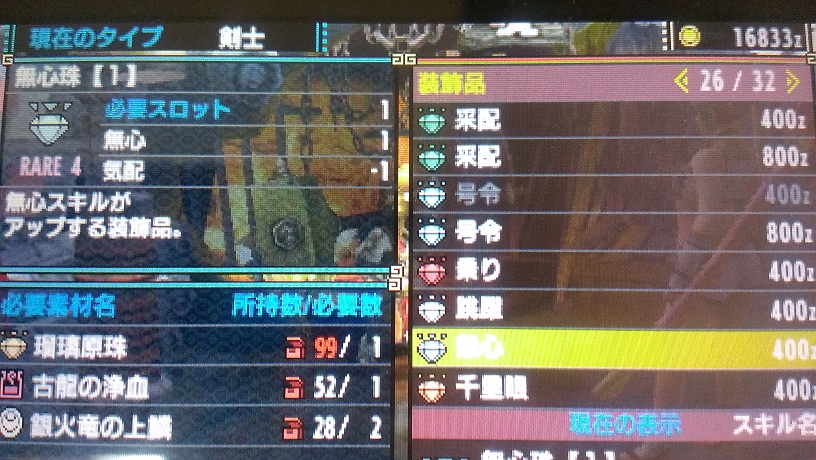 現在のタイプ 剣士
16833z
無心珠【1】
必要スロット 1
無心 1
RARE 4 気配 -1
無心スキルが
アップする装飾品。
必要素材名 所持数/必要数
瑠璃原珠 99/ 1
古龍の浄血 52/ 1
銀火竜の上鱗 28/ 2
装飾品 26 / 32
采配 400z
采配 800z
号令 400z
号令 800z
乗り 400z
跳躍 400z
無心 400z
千里眼 400z
現在の表示 スキル名
無心珠【1】